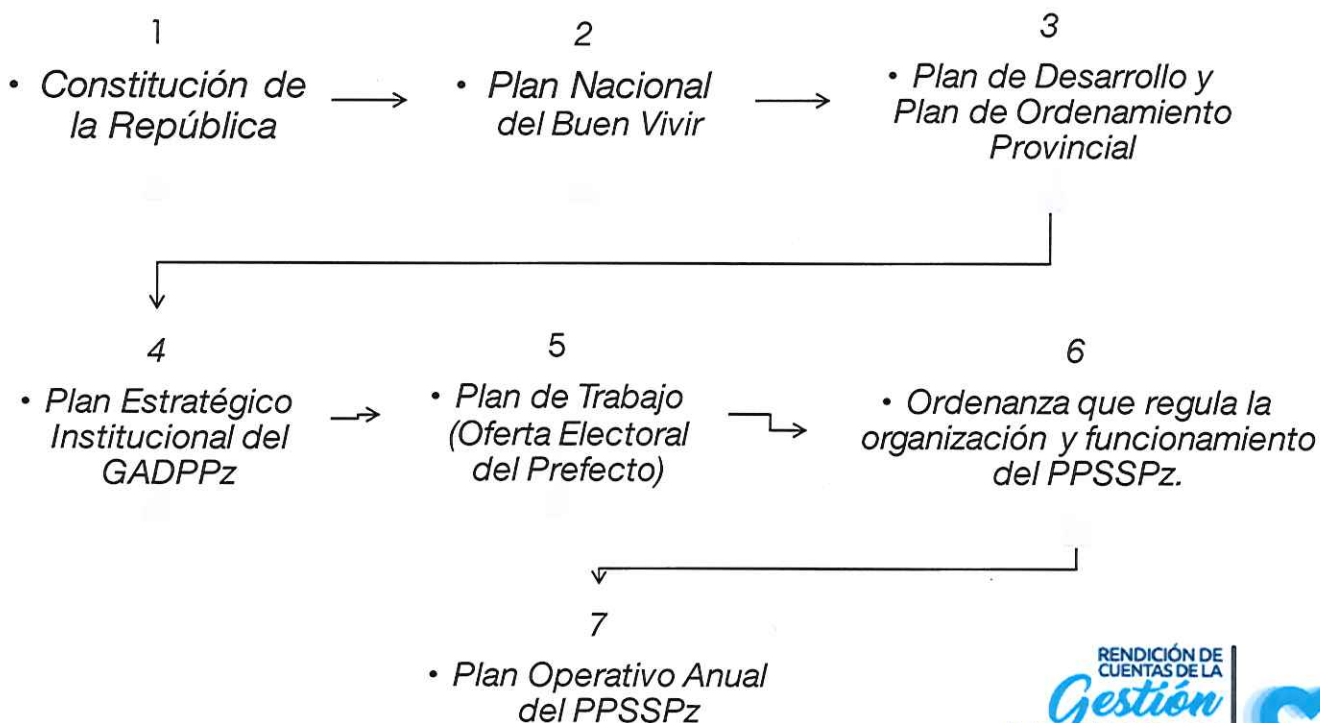 1
• Constitución de
la República
2
• Plan Nacional
del Buen Vivir
3
• Plan de Desarrollo y
Plan de Ordenamiento
Provincial
4
• Plan Estratégico
Institucional del
GADPPz
5
• Plan de Trabajo
(Oferta Electoral
del Prefecto)
6
• Ordenanza que regula la
organización y funcionamiento
del PPSSPz.
7
• Plan Operativo Anual
del PPSSPz
RENDICIÓN DE
CUENTAS DE LA
Gestión